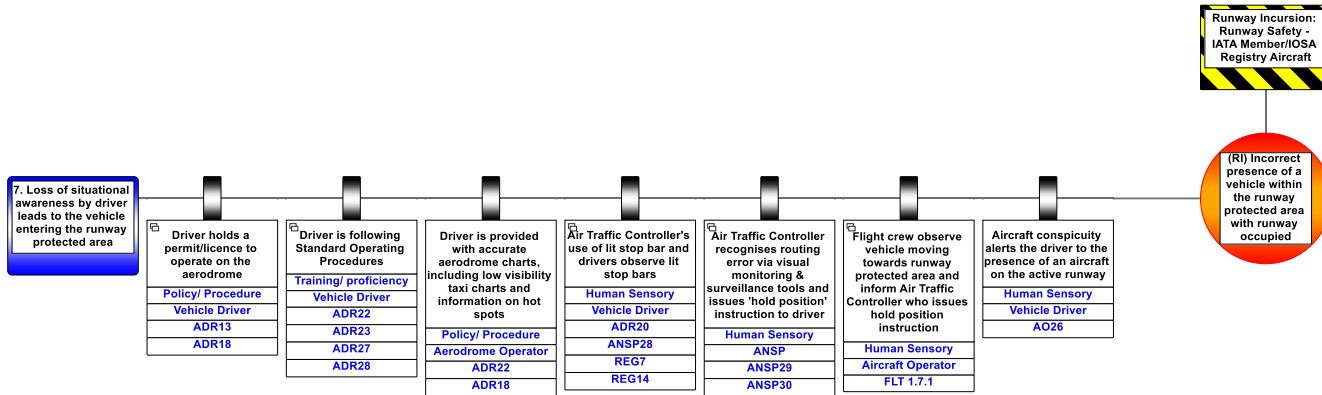 Runway Incursion:
Runway Safety -
IATA Member/IOSA
Registry Aircraft
7. Loss of situational
awareness by driver
leads to the vehicle
entering the runway
protected area
(RI) Incorrect
presence of a
vehicle within
the runway
protected area
with runway
occupied
Driver holds a
permit/licence to
operate on the
aerodrome
Policy/ Procedure
Vehicle Driver
ADR13
ADR18
Driver is following
Standard Operating
Procedures
Training/ proficiency
Vehicle Driver
ADR22
ADR23
ADR27
ADR28
Driver is provided
with accurate
aerodrome charts,
including low visibility
taxi charts and
information on hot
spots
Policy/ Procedure
Aerodrome Operator
ADR22
ADR18
Air Traffic Controller's
use of lit stop bar and
drivers observe lit
stop bars
Human Sensory
Vehicle Driver
ADR20
ANSP28
REG7
REG14
Air Traffic Controller
recognises routing
error via visual
monitoring &
surveillance tools and
issues 'hold position'
instruction to driver
Human Sensory
ANSP
ANSP29
ANSP30
Flight crew observe
vehicle moving
towards runway
protected area and
inform Air Traffic
Controller who issues
hold position
instruction
Human Sensory
Aircraft Operator
FLT 1.7.1
Aircraft conspicuity
alerts the driver to the
presence of an aircraft
on the active runway
Human Sensory
Vehicle Driver
AO26